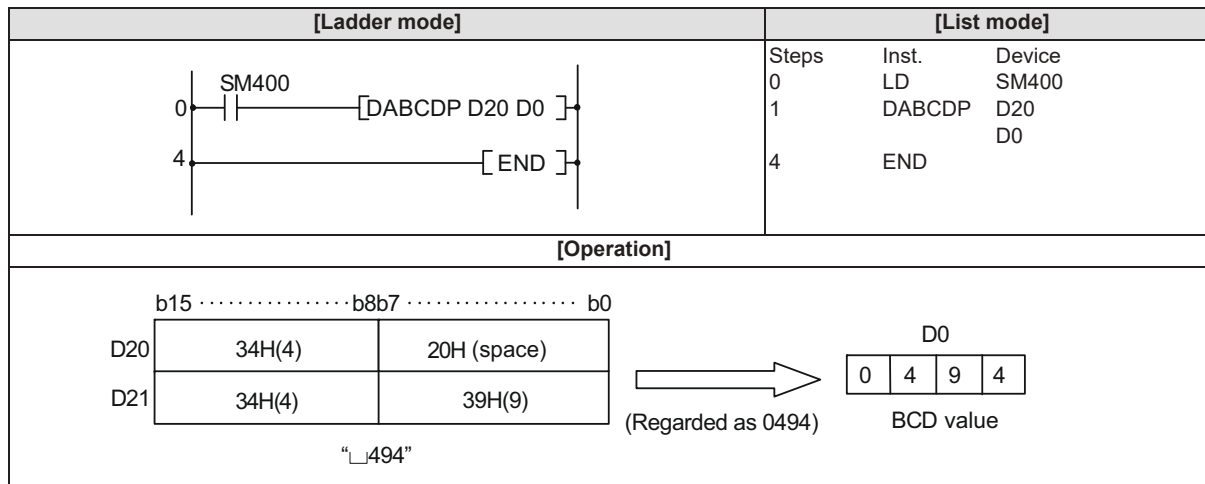 [Ladder mode]
[List mode]
SM400
0
[DABCDP D20 D0 ]
4
[ END ]
Steps Inst. Device
0 LD SM400
1 DABCDP D20
D0
4 END
[Operation]
b15 ················ b8b7 ·················· b0
D20 34H(4) 20H (space)
D21 34H(4) 39H(9)
“␣494”
(Regarded as 0494)
D0
0 4 9 4
BCD value